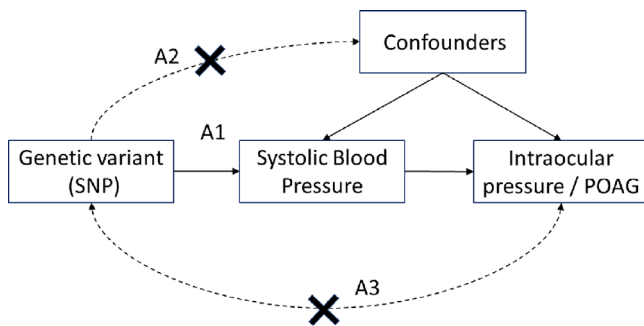 Confounders
A2
A1
Genetic variant
(SNP)
Systolic Blood
Pressure
Intraocular
pressure / POAG
A3